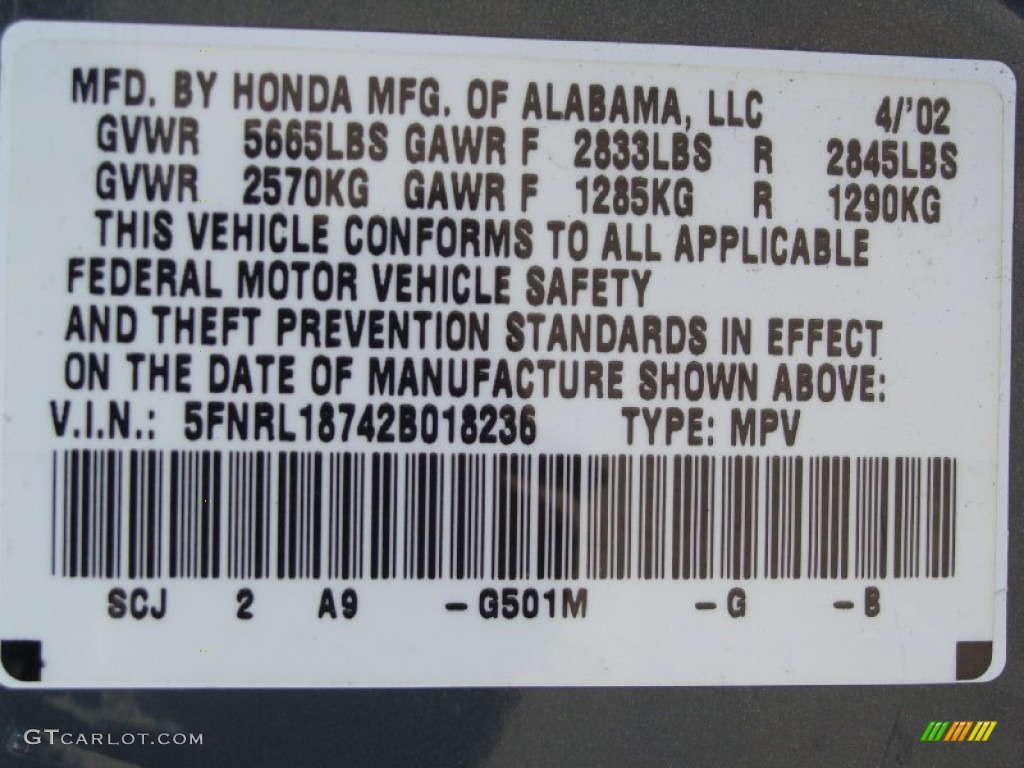 MFD. BY HONDA MFG. OF ALABAMA, LLC 4/'02
GVWR 5665LBS GAWR F 2833LBS R 2845LBS
GVWR 2570KG GAWR F 1285KG R 1290KG
THIS VEHICLE CONFORMS TO ALL APPLICABLE
FEDERAL MOTOR VEHICLE SAFETY
AND THEFT PREVENTION STANDARDS IN EFFECT
ON THE DATE OF MANUFACTURE SHOWN ABOVE:
V.I.N.: 5FNRL18742B018236 TYPE: MPV
SCJ 2 A9 -G501M -G -B
GTCARLOT.COM